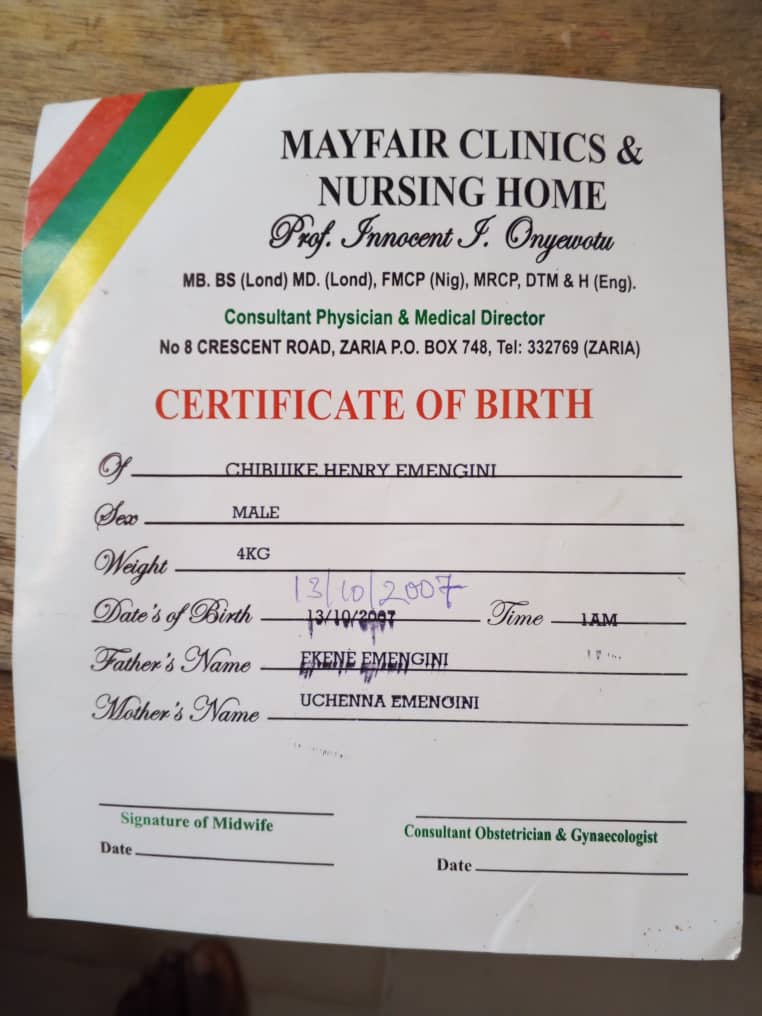 MAYFAIR CLINICS &
NURSING HOME
Prof. Innocent I. Onyewotu
MB. BS (Lond) MD. (Lond), FMCP (Nig), MRCP, DTM & H (Eng).
Consultant Physician & Medical Director
No 8 CRESCENT ROAD, ZARIA P.O. BOX 748, Tel: 332769 (ZARIA)
CERTIFICATE OF BIRTH
Of CHIBUIKE HENRY EMENGINI
Sex MALE
Weight 4KG
13/10/2007
Date's of Birth 13/10/2007 Time 1AM
Father's Name EKENE EMENGINI
Mother's Name UCHENNA EMENGINI
Signature of Midwife
Consultant Obstetrician & Gynaecologist
Date
Date